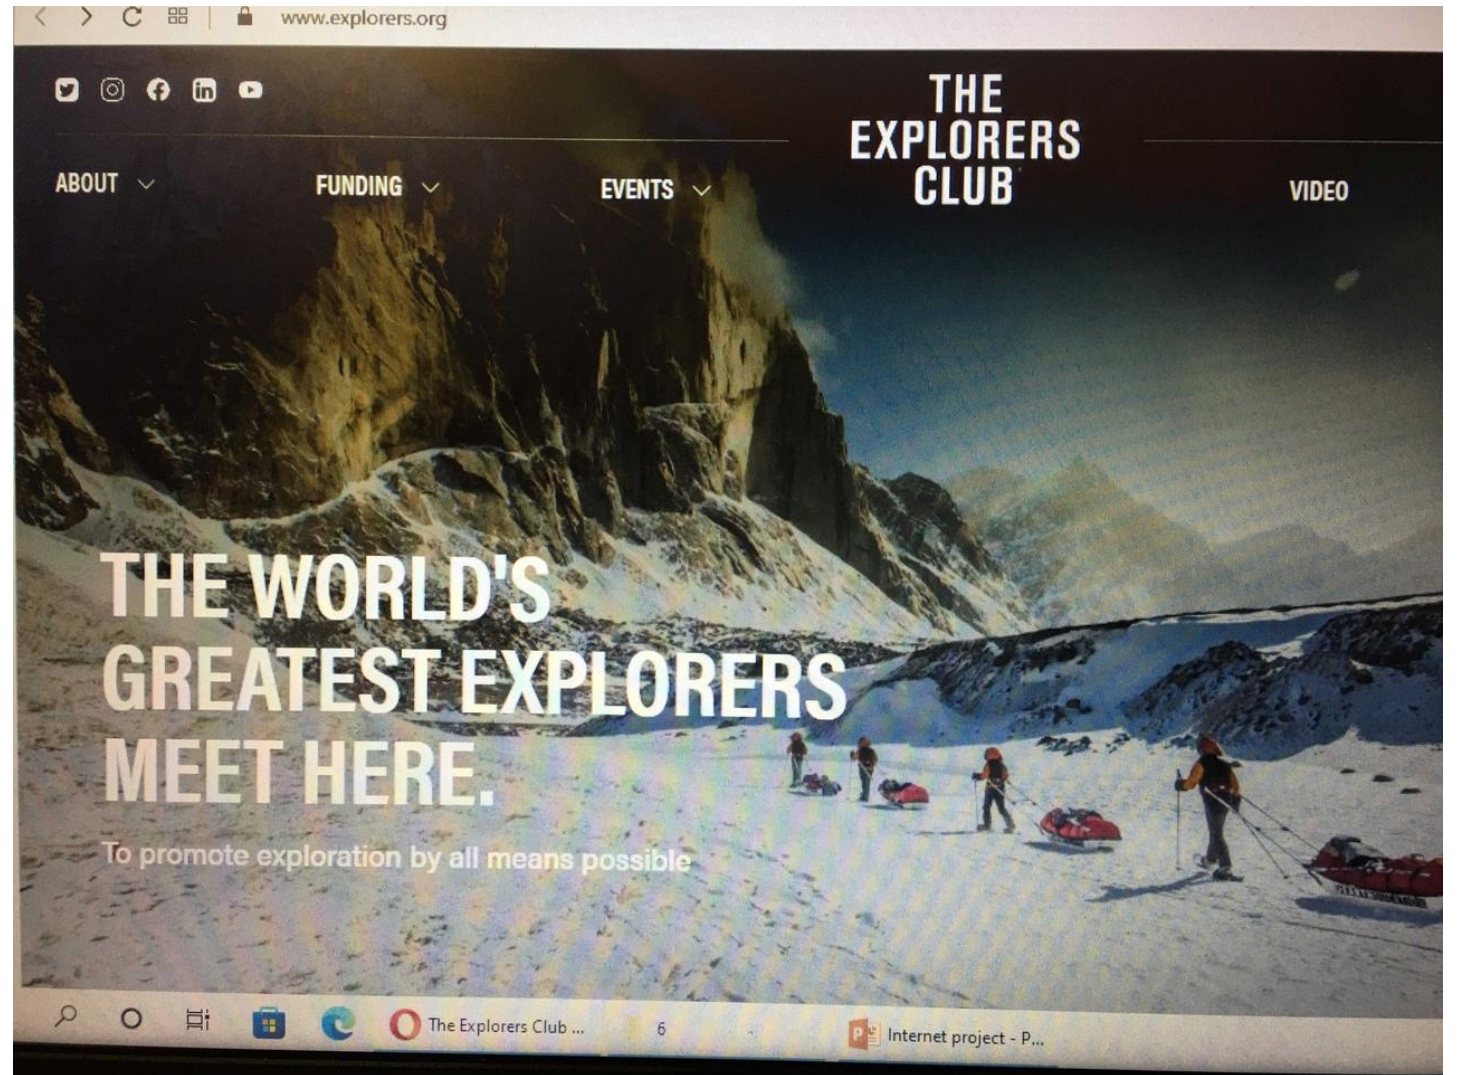 www.explorers.org
THE
EXPLORERS
CLUB
ABOUT
FUNDING
EVENTS
VIDEO
THE WORLD'S
GREATEST EXPLORERS
MEET HERE.
To promote exploration by all means possible
The Explorers Club ...
6
Internet project - P...